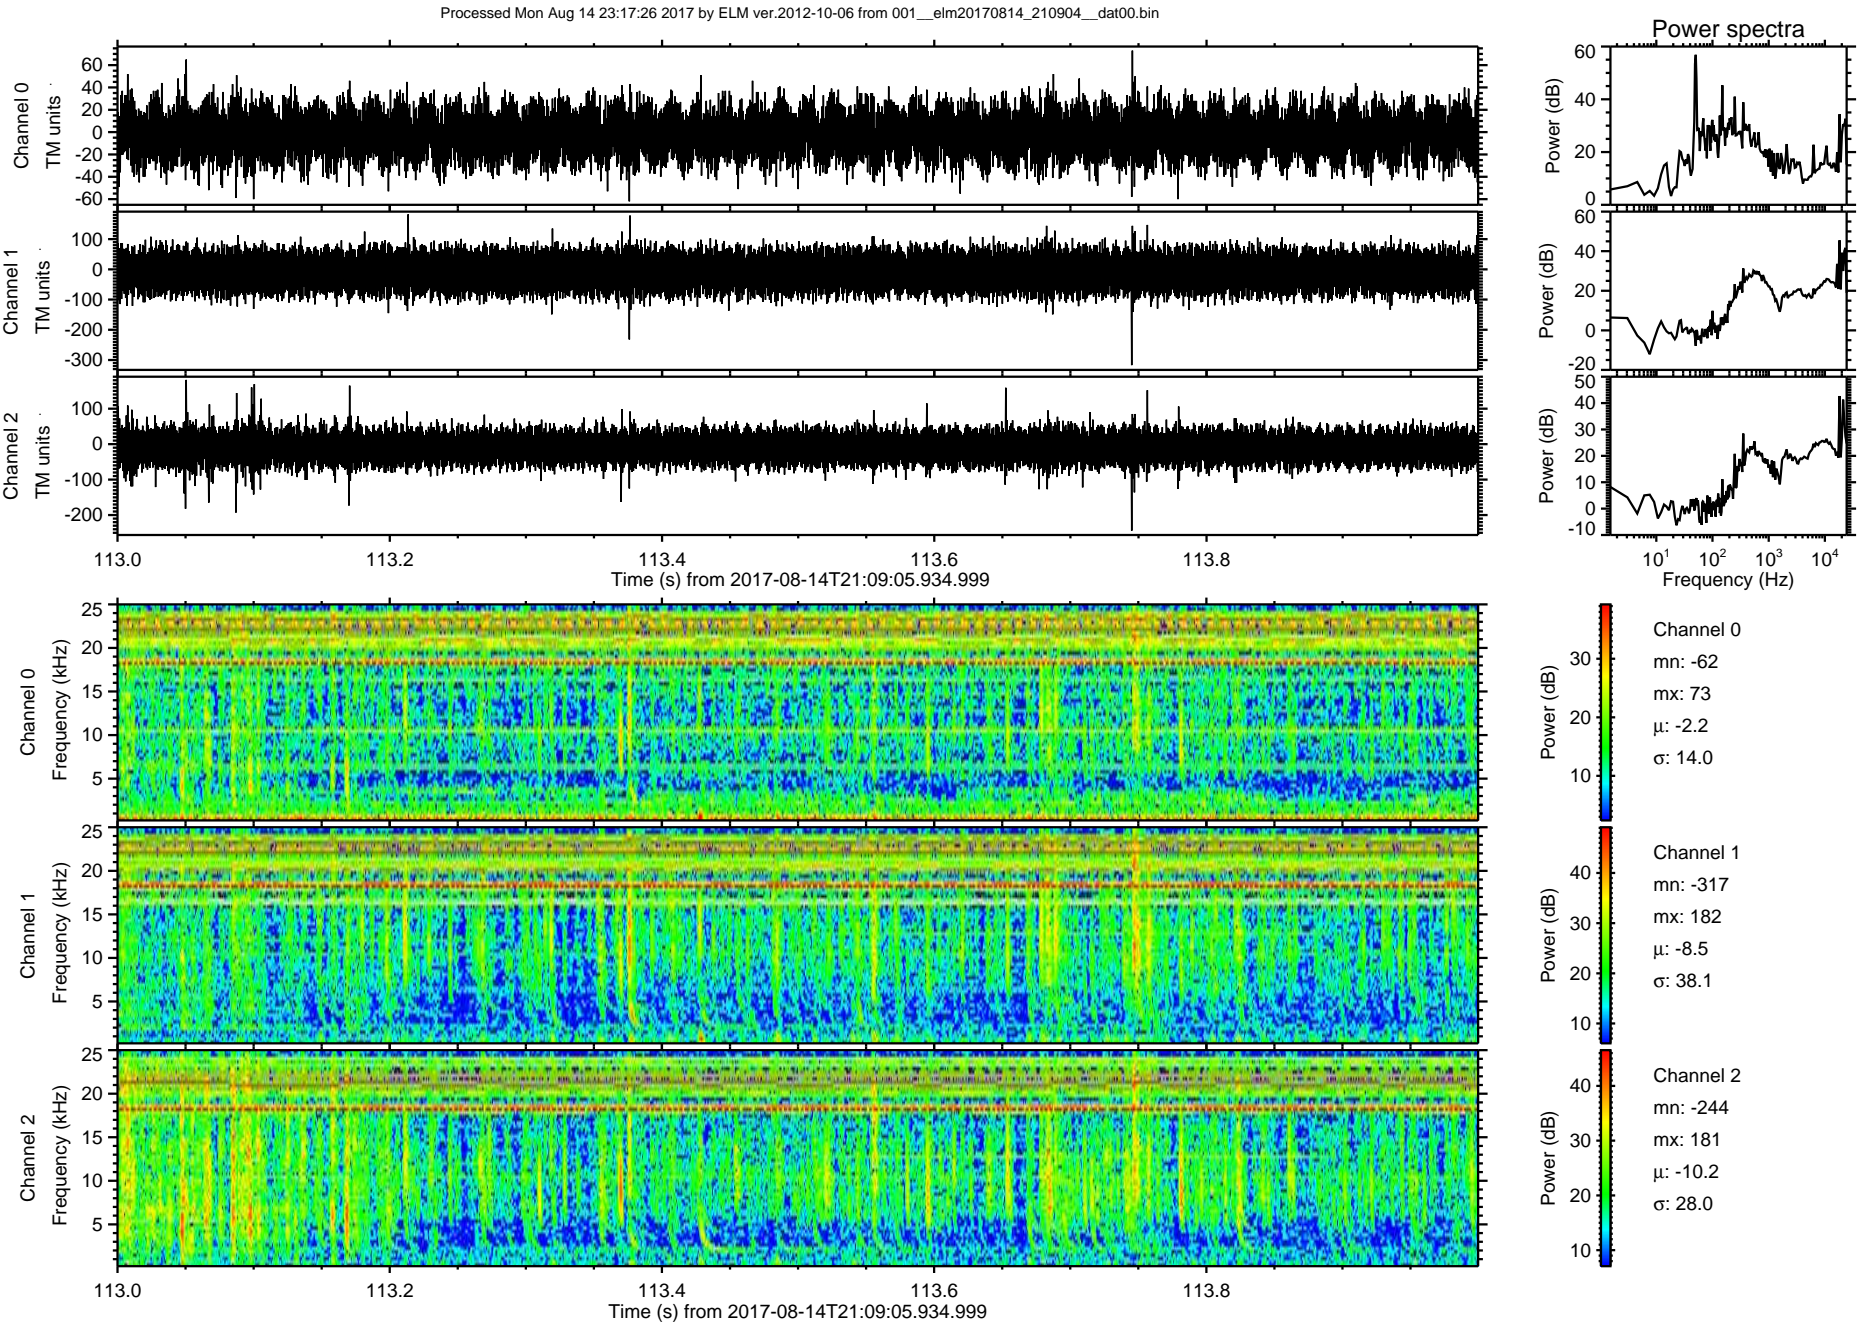 Processed Mon Aug 14 23:17:26 2017 by ELM ver.2012-10-06 from 001__elm20170814_210904__dat00.bin
Power spectra
Channel 0
TM units
60
40
20
0
-20
-40
-60
Power (dB)
60
40
20
0
Channel 1
TM units
100
0
-100
-200
-300
Power (dB)
60
40
20
0
-20
Channel 2
TM units
100
0
-100
-200
Power (dB)
50
40
30
20
10
0
-10
113.0 113.2 113.4 113.6 113.8
Time (s) from 2017-08-14T21:09:05.934.999
10^1 10^2 10^3 10^4
Frequency (Hz)
Channel 0
Frequency (kHz)
25
20
15
10
5
Power (dB)
30
20
10
Channel 0
mn: -62
mx: 73
μ: -2.2
σ: 14.0
Channel 1
Frequency (kHz)
25
20
15
10
5
Power (dB)
40
30
20
10
Channel 1
mn: -317
mx: 182
μ: -8.5
σ: 38.1
Channel 2
Frequency (kHz)
25
20
15
10
5
Power (dB)
40
30
20
10
Channel 2
mn: -244
mx: 181
μ: -10.2
σ: 28.0
113.0 113.2 113.4 113.6 113.8
Time (s) from 2017-08-14T21:09:05.934.999